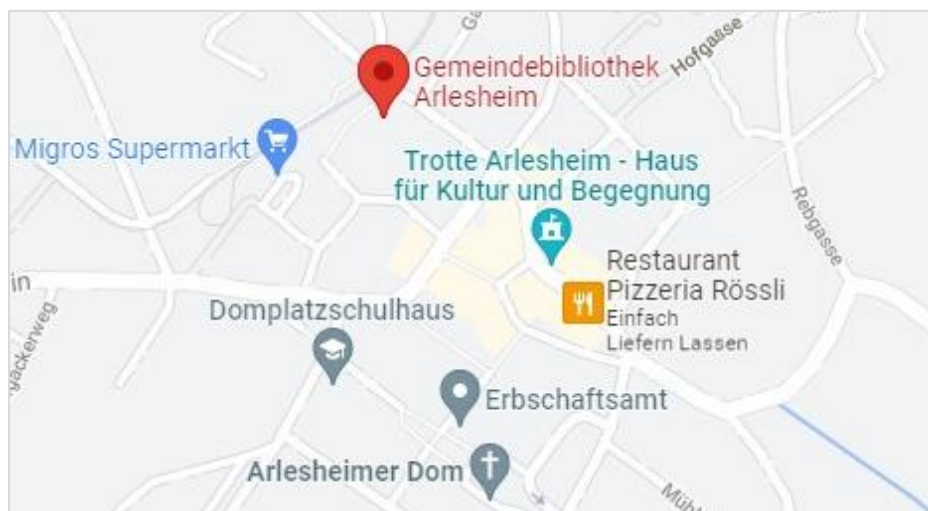 Gemeindebibliothek
Arlesheim
Hofgasse
Migros Supermarkt
Trotte Arlesheim - Haus
für Kultur und Begegnung
Rebgasse
Restaurant
Pizzeria Rössli
Einfach
Liefern Lassen
Domplatzschulhaus
Erbschaftsamt
Arlesheimer Dom